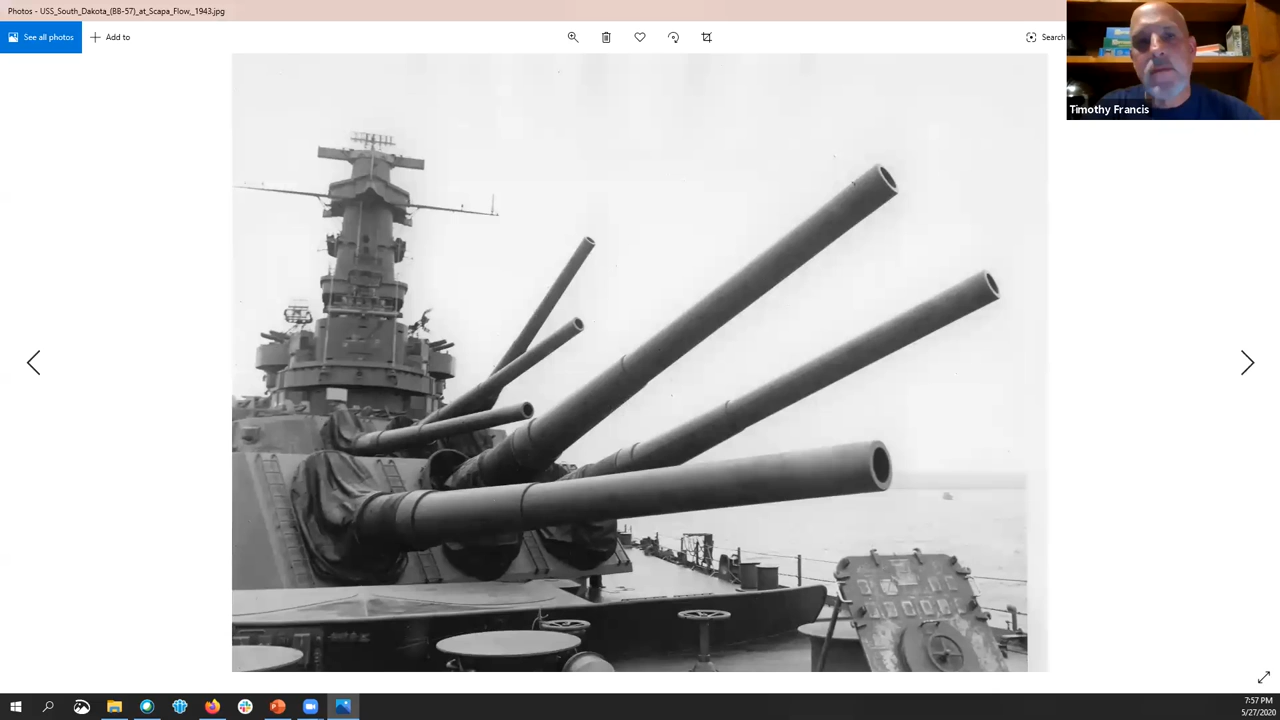 Photos - USS_South_Dakota_(BB-57)_at_Scapa_Flow,_1943.jpg
See all photos
Add to
Search
Timothy Francis
7:57 PM
5/27/2020